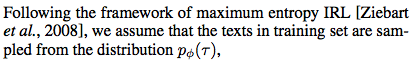 Following the framework of maximum entropy IRL [Ziebart
et al., 2008], we assume that the texts in training set are sam-
pled from the distribution pϕ(τ),